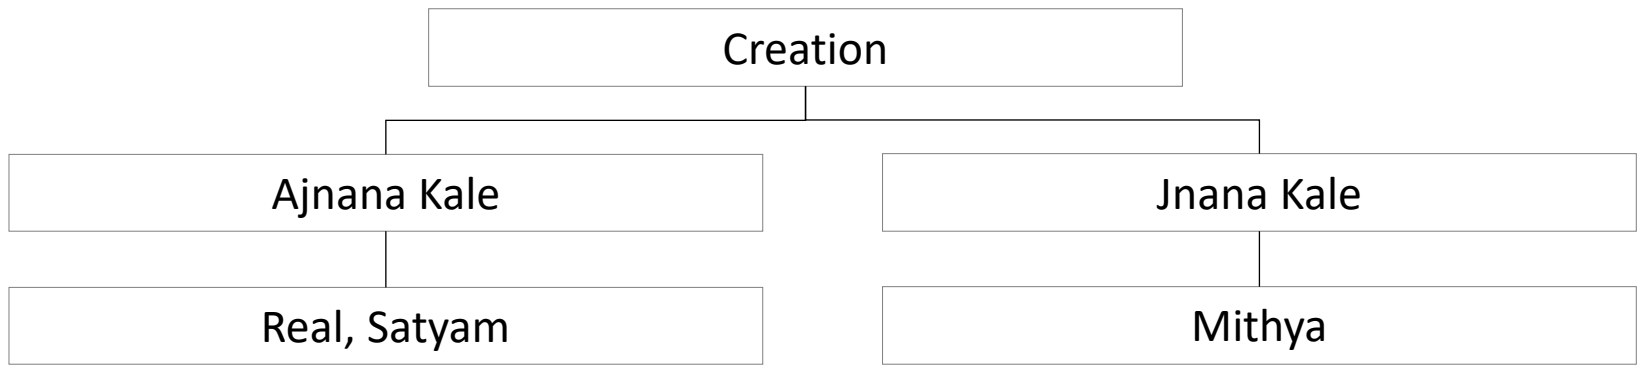 Creation
Ajnana Kale
Jnana Kale
Real, Satyam
Mithya